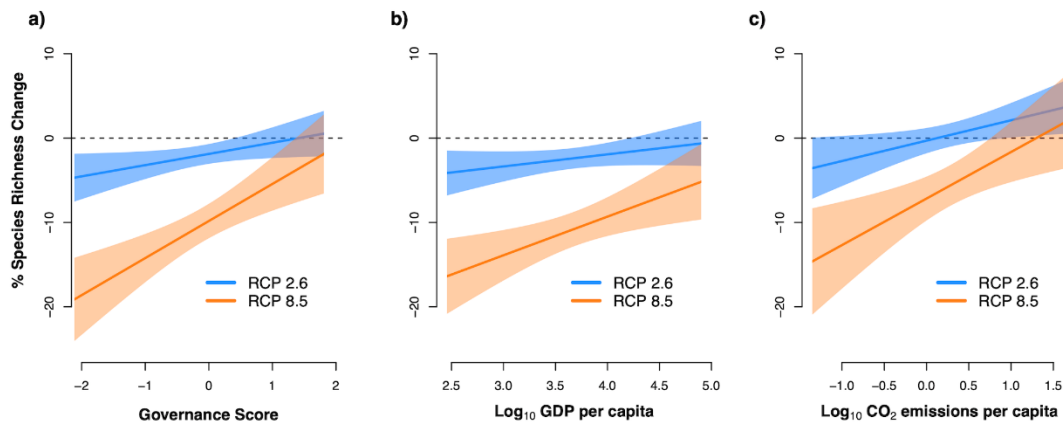 a)
% Species Richness Change
10
0
−10
−20
RCP 2.6
RCP 8.5
−2 −1 0 1 2
Governance Score
b)
10
0
−10
−20
RCP 2.6
RCP 8.5
2.5 3.0 3.5 4.0 4.5 5.0
Log₁₀ GDP per capita
c)
10
0
−10
−20
RCP 2.6
RCP 8.5
−1.0 −0.5 0.0 0.5 1.0 1.5
Log₁₀ CO₂ emissions per capita